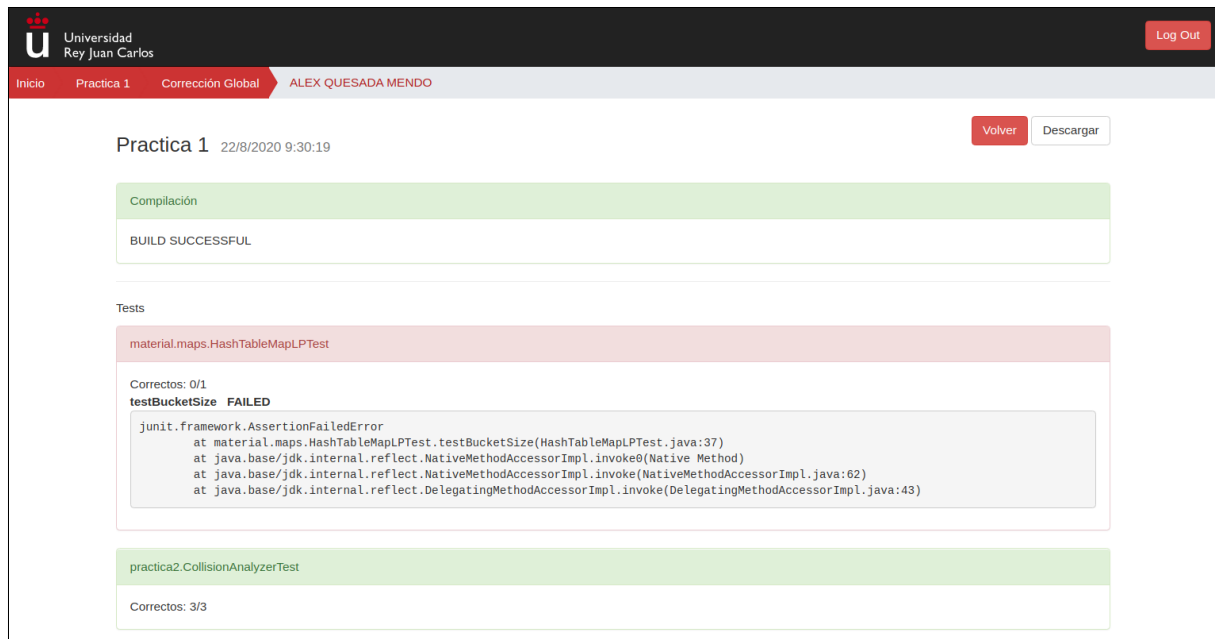 Universidad
Rey Juan Carlos
Log Out
Inicio Practica 1 Corrección Global ALEX QUESADA MENDO
Practica 1 22/8/2020 9:30:19
Volver Descargar
Compilación
BUILD SUCCESSFUL
Tests
material.maps.HashTableMapLPTest
Correctos: 0/1
testBucketSize FAILED
junit.framework.AssertionFailedError
at material.maps.HashTableMapLPTest.testBucketSize(HashTableMapLPTest.java:37)
at java.base/jdk.internal.reflect.NativeMethodAccessorImpl.invoke0(Native Method)
at java.base/jdk.internal.reflect.NativeMethodAccessorImpl.invoke(NativeMethodAccessorImpl.java:62)
at java.base/jdk.internal.reflect.DelegatingMethodAccessorImpl.invoke(DelegatingMethodAccessorImpl.java:43)
practica2.CollisionAnalyzerTest
Correctos: 3/3